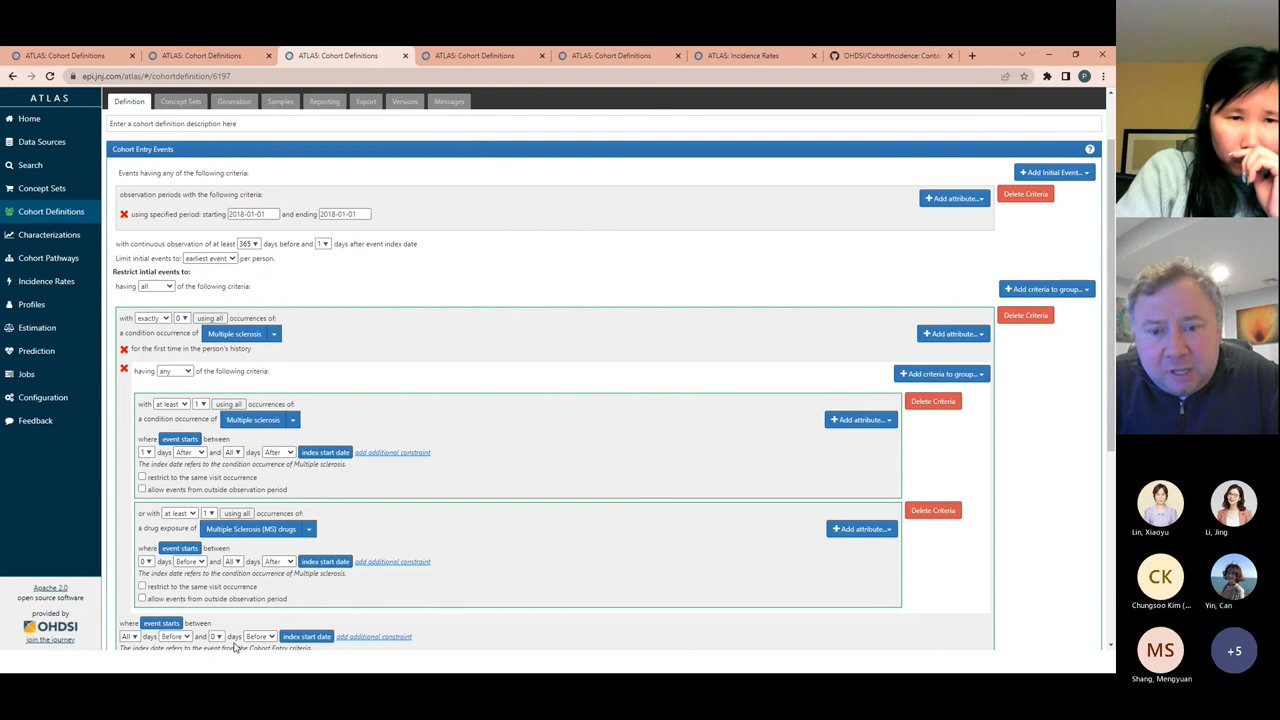 ATLAS: Cohort Definitions
ATLAS: Cohort Definitions
ATLAS: Cohort Definitions
ATLAS: Cohort Definitions
ATLAS: Cohort Definitions
ATLAS: Incidence Rates
OHDSI/CohortIncidence: Conta
epi.jnj.com/atlas/#/cohortdefinition/6197
P
ATLAS
Home
Data Sources
Search
Concept Sets
Cohort Definitions
Characterizations
Cohort Pathways
Incidence Rates
Profiles
Estimation
Prediction
Jobs
Configuration
Feedback
Apache 2.0
open source software
provided by
OHDSI
join the journey
Definition Concept Sets Generation Samples Reporting Export Versions Messages
Enter a cohort definition description here
Cohort Entry Events
Events having any of the following criteria:
+ Add Initial Event...
observation periods with the following criteria:
+ Add attribute...
Delete Criteria
using specified period: starting 2018-01-01 and ending 2018-01-01
with continuous observation of at least 365 days before and 1 days after event index date
Limit initial events to: earliest event per person.
Restrict initial events to:
having all of the following criteria:
+ Add criteria to group...
with exactly 0 using all occurrences of:
Delete Criteria
a condition occurrence of Multiple sclerosis
+ Add attribute...
for the first time in the person's history
having any of the following criteria:
+ Add criteria to group...
with at least 1 using all occurrences of:
Delete Criteria
a condition occurrence of Multiple sclerosis
+ Add attribute...
where event starts between
1 days After and All days After index start date add additional constraint
The index date refers to the condition occurrence of Multiple sclerosis.
restrict to the same visit occurrence
allow events from outside observation period
or with at least 1 using all occurrences of:
Delete Criteria
a drug exposure of Multiple Sclerosis (MS) drugs
+ Add attribute...
where event starts between
0 days Before and All days After index start date add additional constraint
The index date refers to the condition occurrence of Multiple sclerosis.
restrict to the same visit occurrence
allow events from outside observation period
where event starts between
All days Before and 0 days Before index start date add additional constraint
The index date refers to the event from the Cohort Entry criteria.
Lin, Xiaoyu
Li, Jing
CK
Chungsoo Kim (...
Yin, Can
MS
Shang, Mengyuan
+5